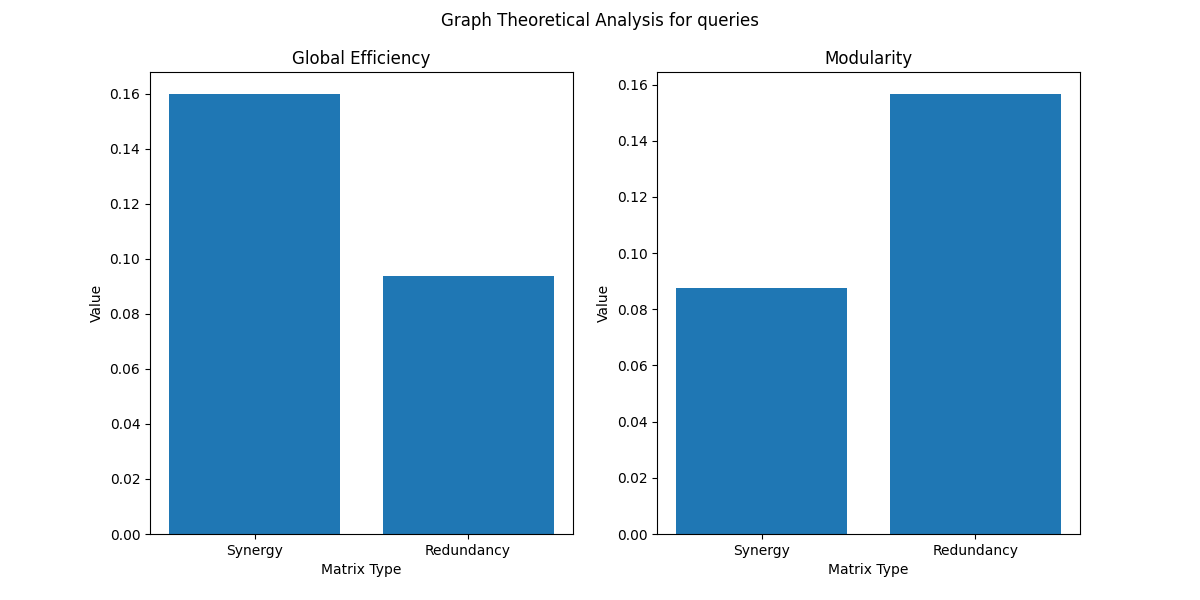 Graph Theoretical Analysis for queries
Global Efficiency
Value
0.16
0.14
0.12
0.10
0.08
0.06
0.04
0.02
0.00
Synergy
Redundancy
Matrix Type
Modularity
Value
0.16
0.14
0.12
0.10
0.08
0.06
0.04
0.02
0.00
Synergy
Redundancy
Matrix Type